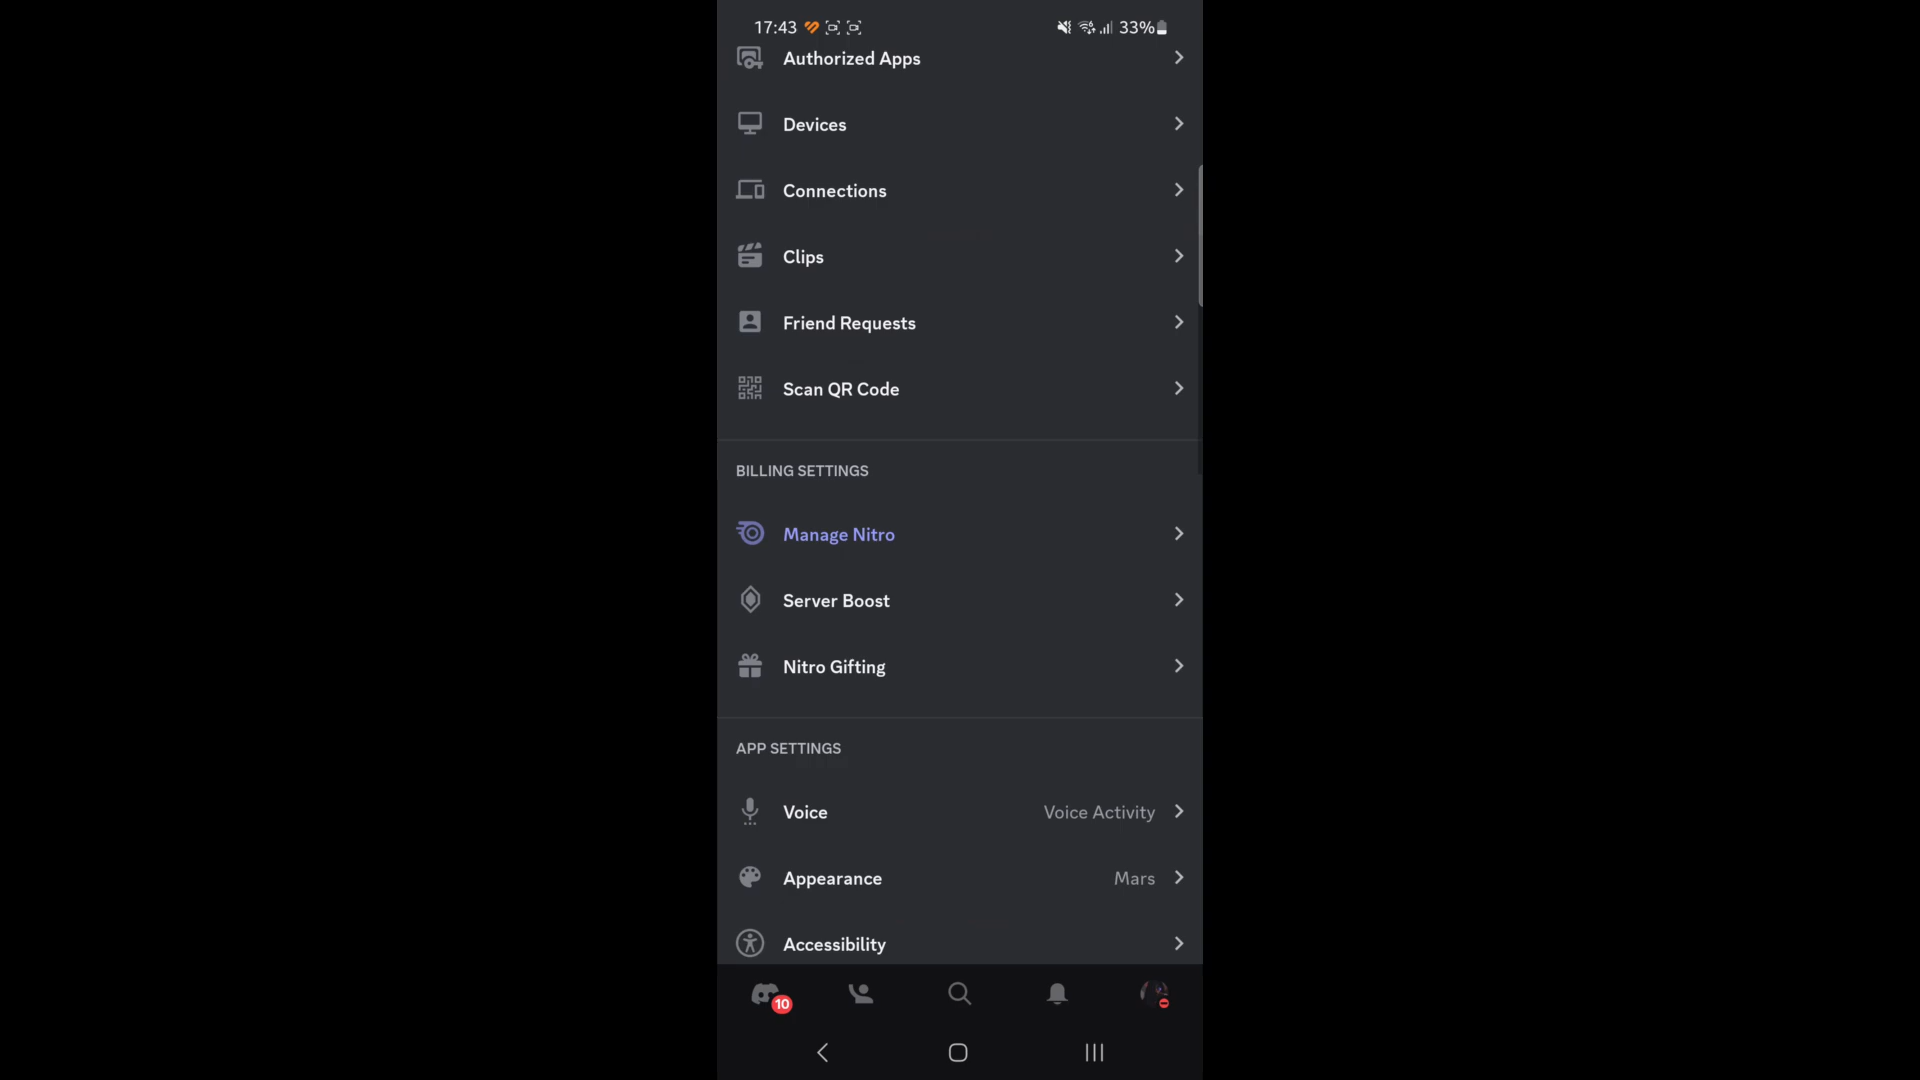 17:43 33%
Authorized Apps
Devices
Connections
Clips
Friend Requests
Scan QR Code
BILLING SETTINGS
Manage Nitro
Server Boost
Nitro Gifting
APP SETTINGS
Voice Voice Activity
Appearance Mars
Accessibility
10